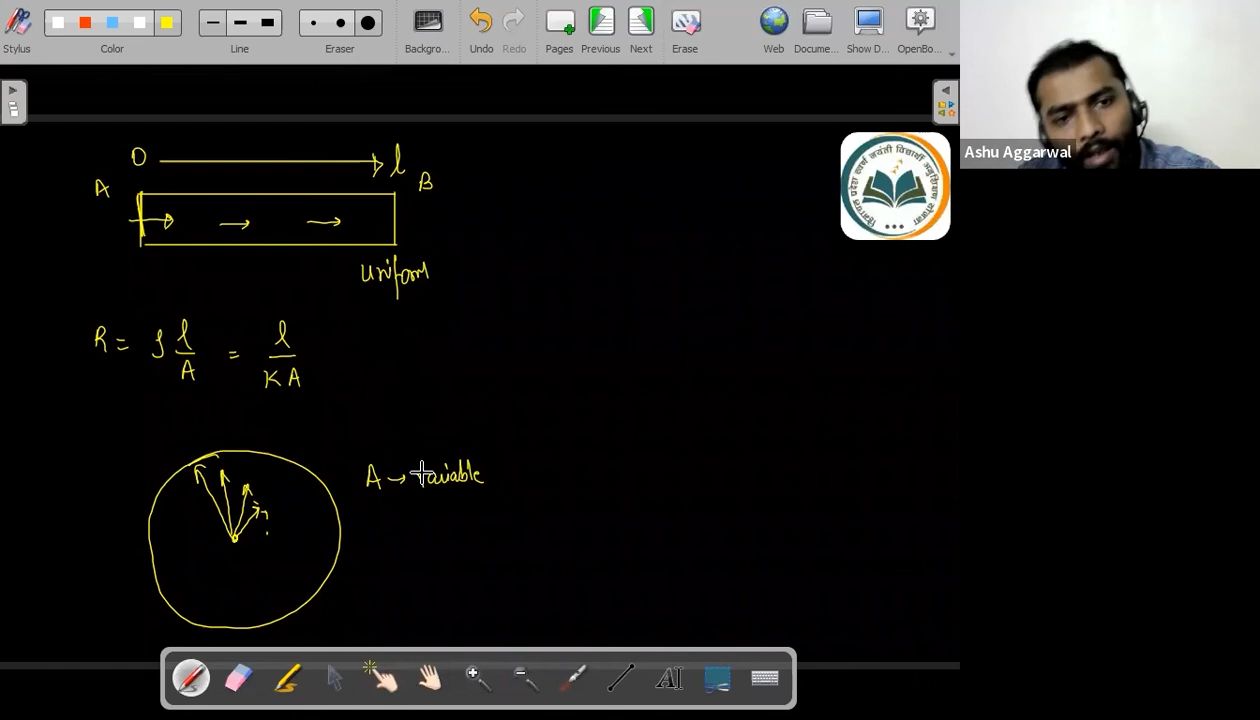 Stylus
Color
Line
Eraser
Backgro...
Undo
Redo
Pages
Previous
Next
Erase
Web
Docume...
Show D...
OpenBo...
Ashu Aggarwal
O → l
A B
uniform
R = ρ l/A = l/KA
A → variable